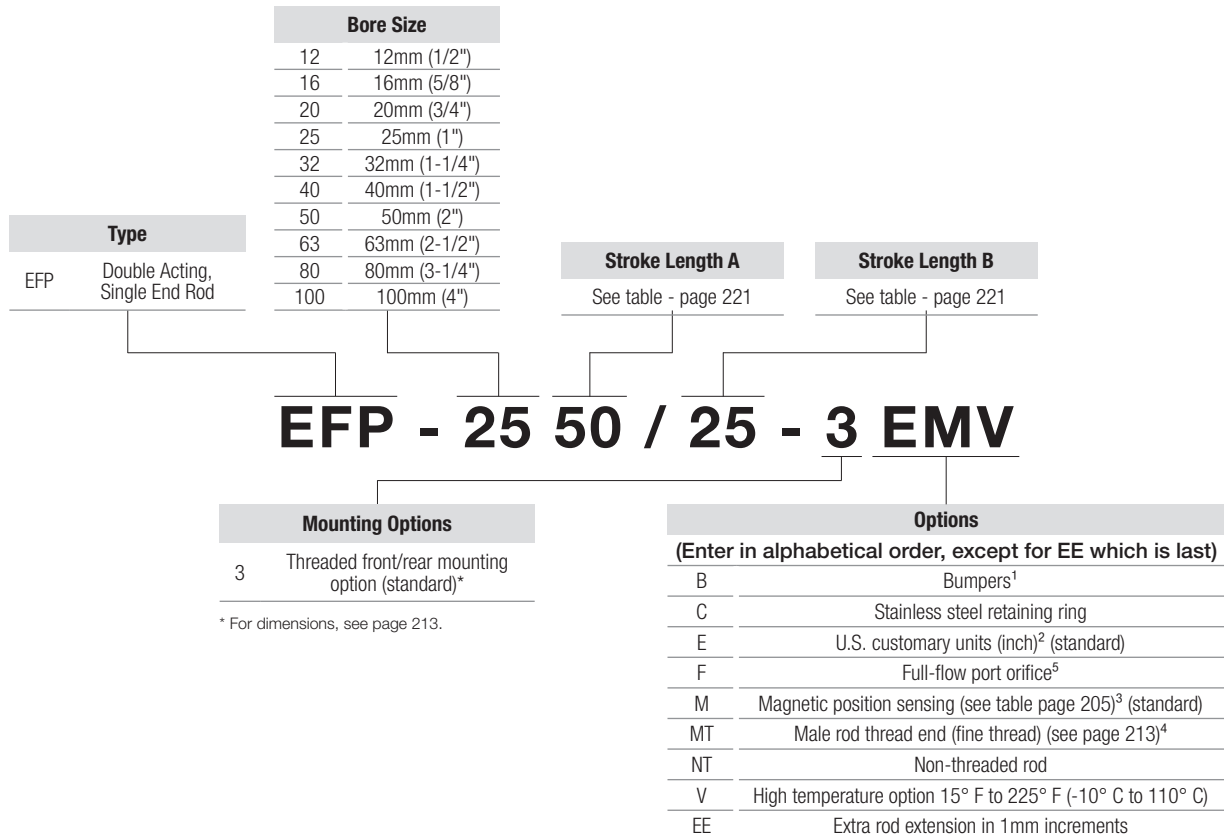 Bore Size
12 12mm (1/2")
16 16mm (5/8")
20 20mm (3/4")
25 25mm (1")
32 32mm (1-1/4")
40 40mm (1-1/2")
50 50mm (2")
63 63mm (2-1/2")
80 80mm (3-1/4")
100 100mm (4")
Type
EFP Double Acting,
Single End Rod
Stroke Length A
See table - page 221
Stroke Length B
See table - page 221
EFP - 25 50 / 25 - 3 EMV
Mounting Options
3 Threaded front/rear mounting
option (standard)*
* For dimensions, see page 213.
Options
(Enter in alphabetical order, except for EE which is last)
B Bumpers¹
C Stainless steel retaining ring
E U.S. customary units (inch)² (standard)
F Full-flow port orifice⁵
M Magnetic position sensing (see table page 205)³ (standard)
MT Male rod thread end (fine thread) (see page 213)⁴
NT Non-threaded rod
V High temperature option 15° F to 225° F (-10° C to 110° C)
EE Extra rod extension in 1mm increments